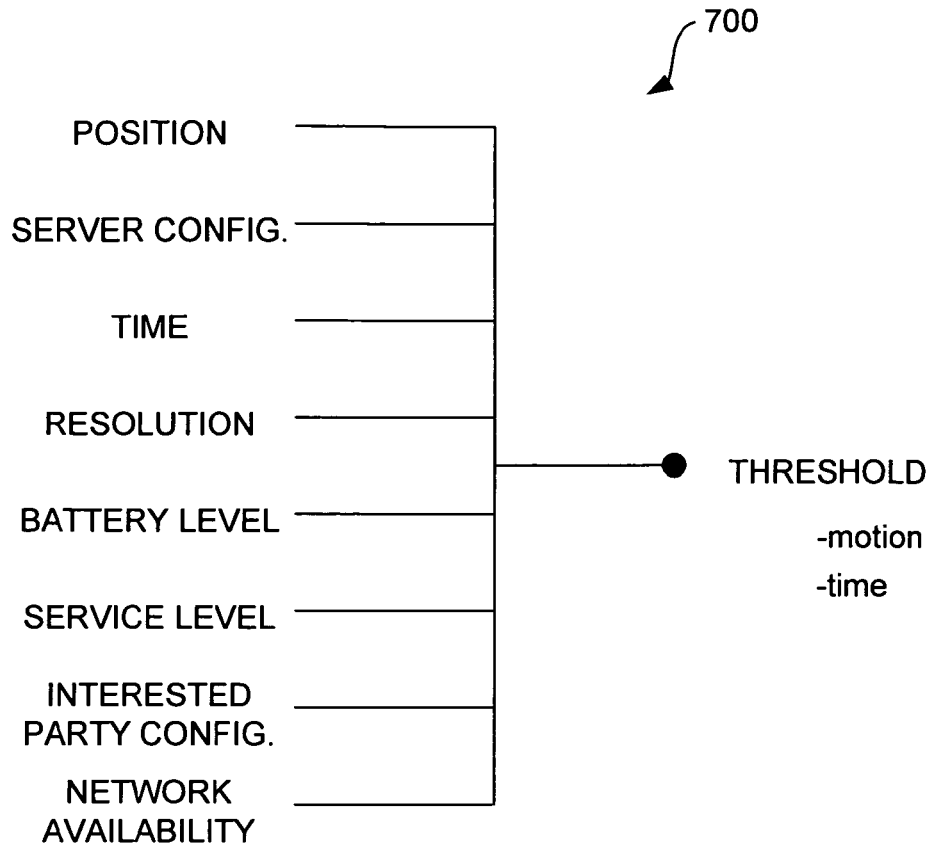 700
POSITION
SERVER CONFIG.
TIME
RESOLUTION
BATTERY LEVEL
SERVICE LEVEL
INTERESTED
PARTY CONFIG.
NETWORK
AVAILABILITY
THRESHOLD
-motion
-time